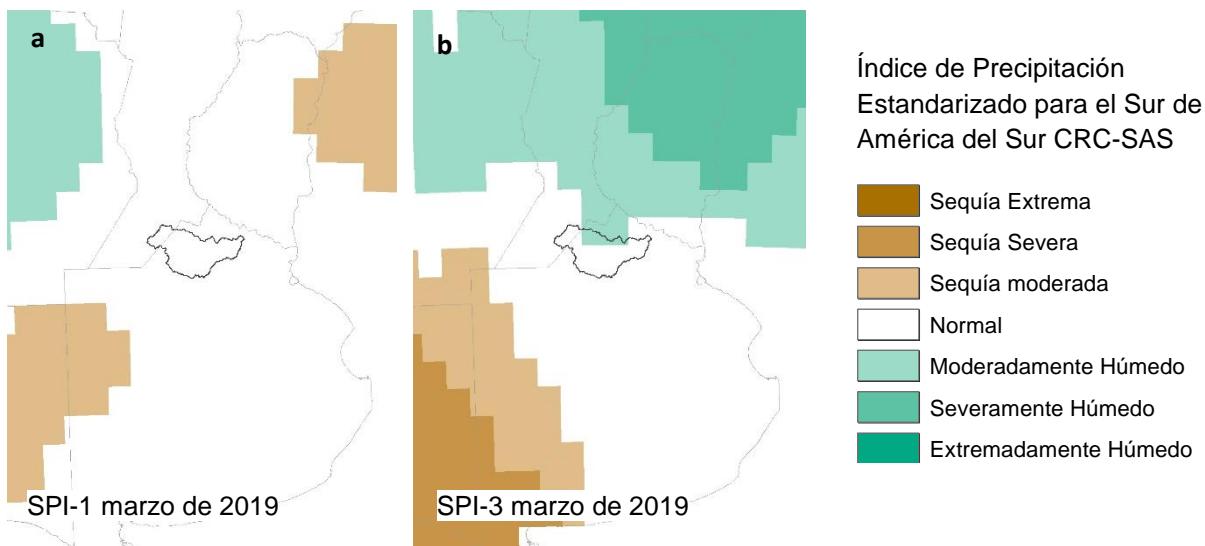 a
b
SPI-1 marzo de 2019
SPI-3 marzo de 2019
Índice de Precipitación
Estandarizado para el Sur de
América del Sur CRC-SAS
Sequía Extrema
Sequía Severa
Sequía moderada
Normal
Moderadamente Húmedo
Severamente Húmedo
Extremadamente Húmedo